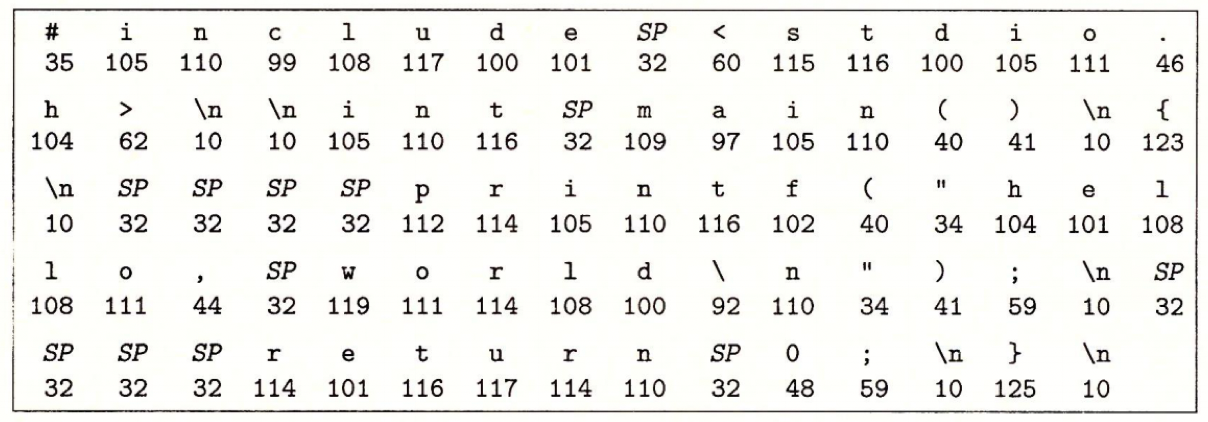 # i n c l u d e SP < s t d i o .
35 105 110 99 108 117 100 101 32 60 115 116 100 105 111 46
h > \n \n i n t SP m a i n ( ) \n {
104 62 10 10 105 110 116 32 109 97 105 110 40 41 10 123
\n SP SP SP SP p r i n t f ( " h e l
10 32 32 32 32 112 114 105 110 116 102 40 34 104 101 108
l o , SP w o r l d \ n " ) ; \n SP
108 111 44 32 119 111 114 108 100 92 110 34 41 59 10 32
SP SP SP r e t u r n SP 0 ; \n } \n
32 32 32 114 101 116 117 114 110 32 48 59 10 125 10